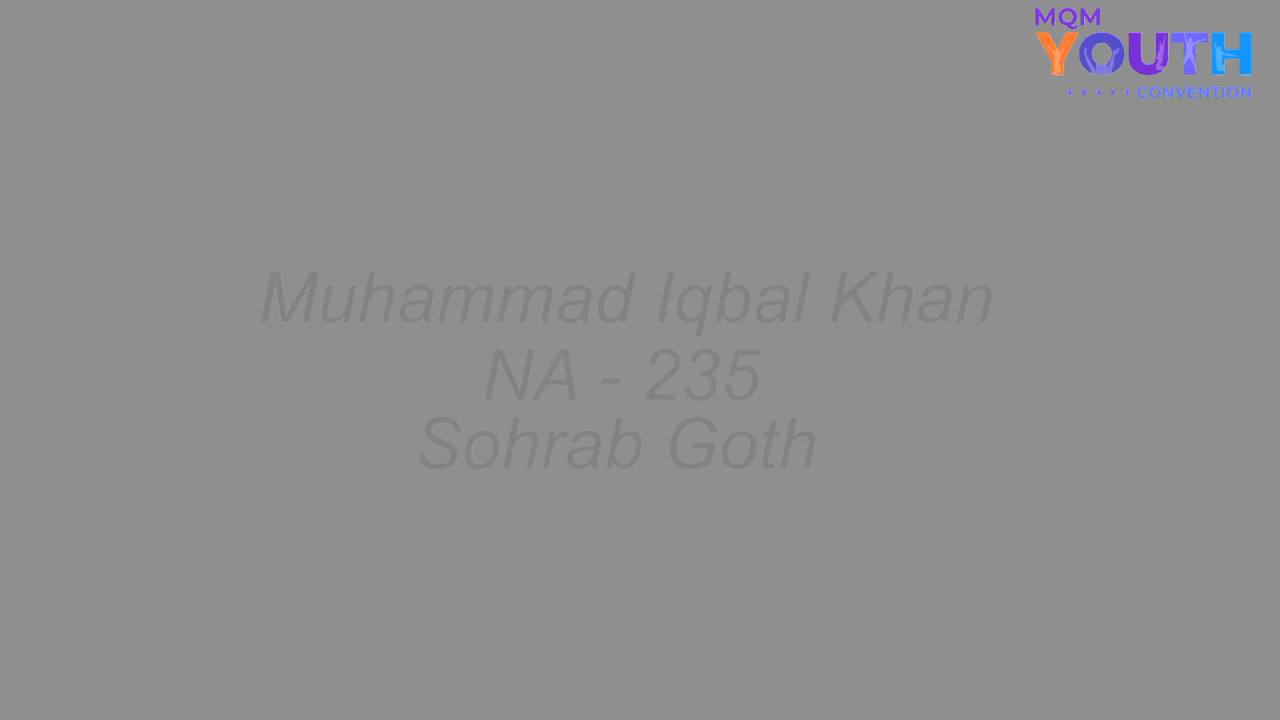 MQM
YOUTH
CONVENTION
Muhammad Iqbal Khan
NA - 235
Sohrab Goth